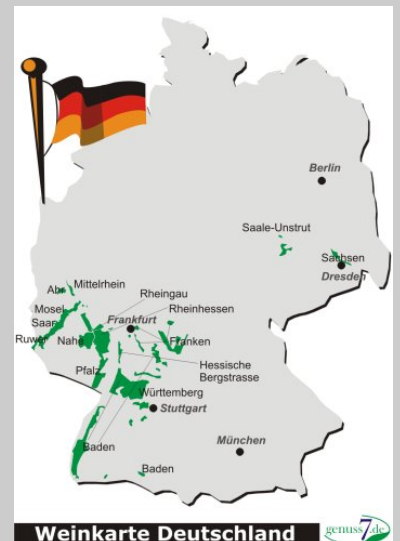 Berlin
Saale-Unstrut
Sachsen
Dresden
Ahr
Mittelrhein
Rheingau
Mosel
Rheinhessen
Saar
Frankfurt
Ruwer
Nahe
Franken
Hessische
Bergstrasse
Pfalz
Württemberg
Stuttgart
München
Baden
Baden
Weinkarte Deutschland
genuss7.de